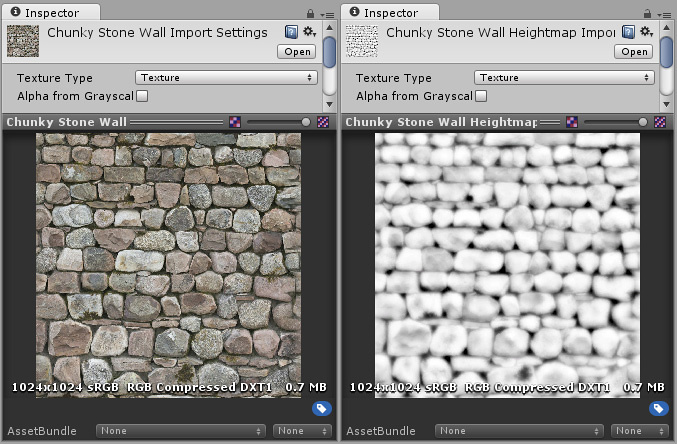 Inspector
Chunky Stone Wall Import Settings
Open
Texture Type Texture
Alpha from Grayscal
Chunky Stone Wall
1024x1024 sRGB RGB Compressed DXT1 0.7 MB
AssetBundle None None
Inspector
Chunky Stone Wall Heightmap Impor
Open
Texture Type Texture
Alpha from Grayscal
Chunky Stone Wall Heightmap
1024x1024 sRGB RGB Compressed DXT1 0.7 MB
AssetBundle None None